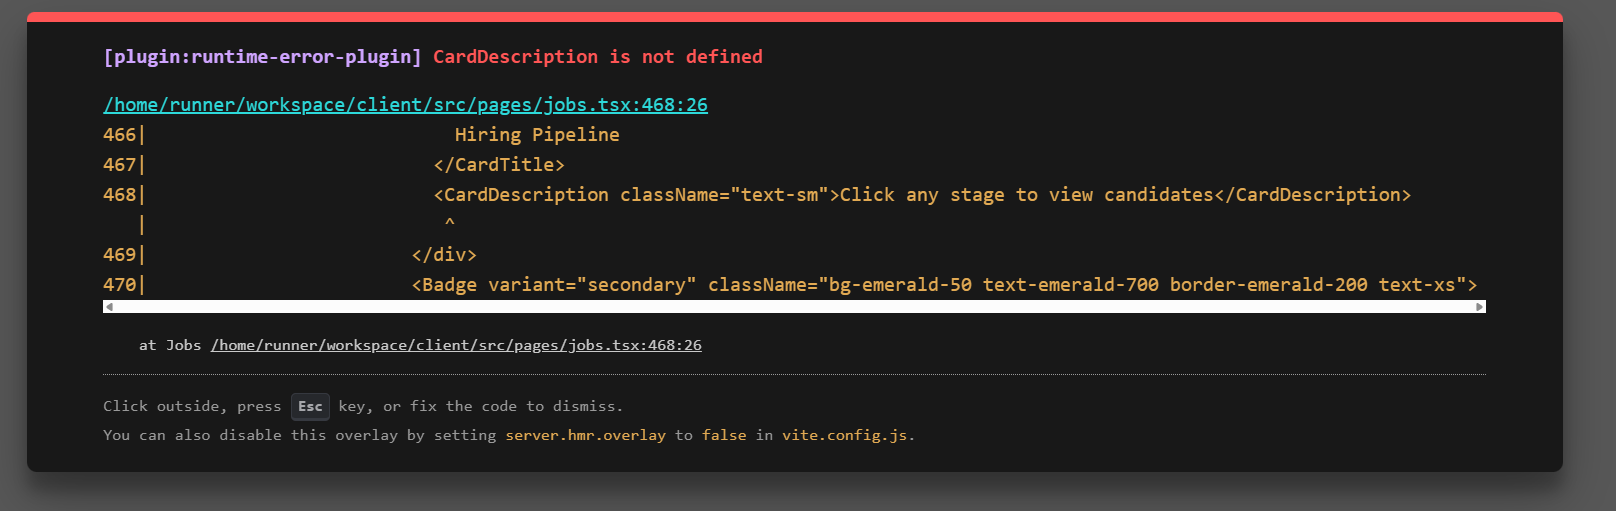 [plugin:runtime-error-plugin] CardDescription is not defined
/home/runner/workspace/client/src/pages/jobs.tsx:468:26
466|                            Hiring Pipeline
467|                          </CardTitle>
468|                          <CardDescription className="text-sm">Click any stage to view candidates</CardDescription>
   |                           ^
469|                        </div>
470|                        <Badge variant="secondary" className="bg-emerald-50 text-emerald-700 border-emerald-200 text-xs">
at Jobs /home/runner/workspace/client/src/pages/jobs.tsx:468:26
Click outside, press Esc key, or fix the code to dismiss.
You can also disable this overlay by setting server.hmr.overlay to false in vite.config.js.